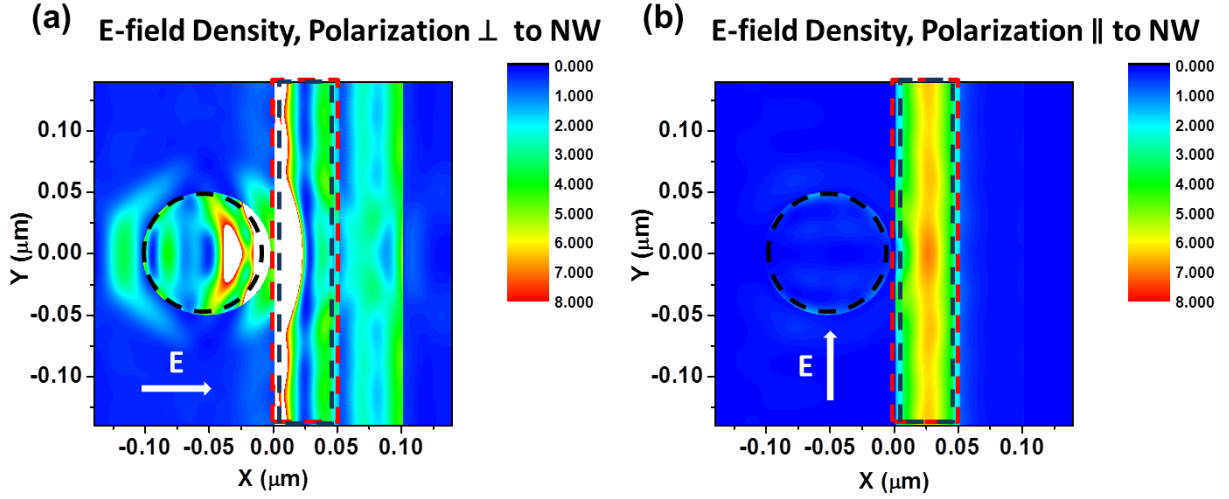 (a) E-field Density, Polarization ⊥ to NW
0.000
1.000
2.000
3.000
4.000
5.000
6.000
7.000
8.000
0.10
0.05
0.00
-0.05
-0.10
Y (μm)
E
-0.10 -0.05 0.00 0.05 0.10
X (μm)
(b) E-field Density, Polarization ∥ to NW
0.000
1.000
2.000
3.000
4.000
5.000
6.000
7.000
8.000
0.10
0.05
0.00
-0.05
-0.10
Y (μm)
E
-0.10 -0.05 0.00 0.05 0.10
X (μm)